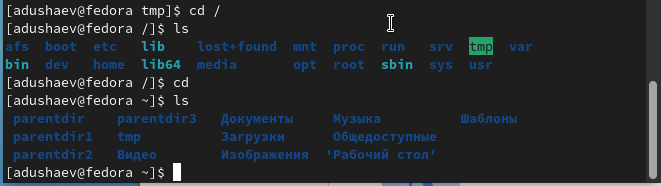 [adushaev@fedora tmp]$ cd /
[adushaev@fedora /]$ ls
afs boot etc lib lost+found mnt proc run srv tmp var
bin dev home lib64 media opt root sbin sys usr
[adushaev@fedora /]$ cd
[adushaev@fedora ~]$ ls
parentdir parentdir3 Документы Музыка Шаблоны
parentdir1 tmp Загрузки Общедоступные
parentdir2 Видео Изображения 'Рабочий стол'
[adushaev@fedora ~]$